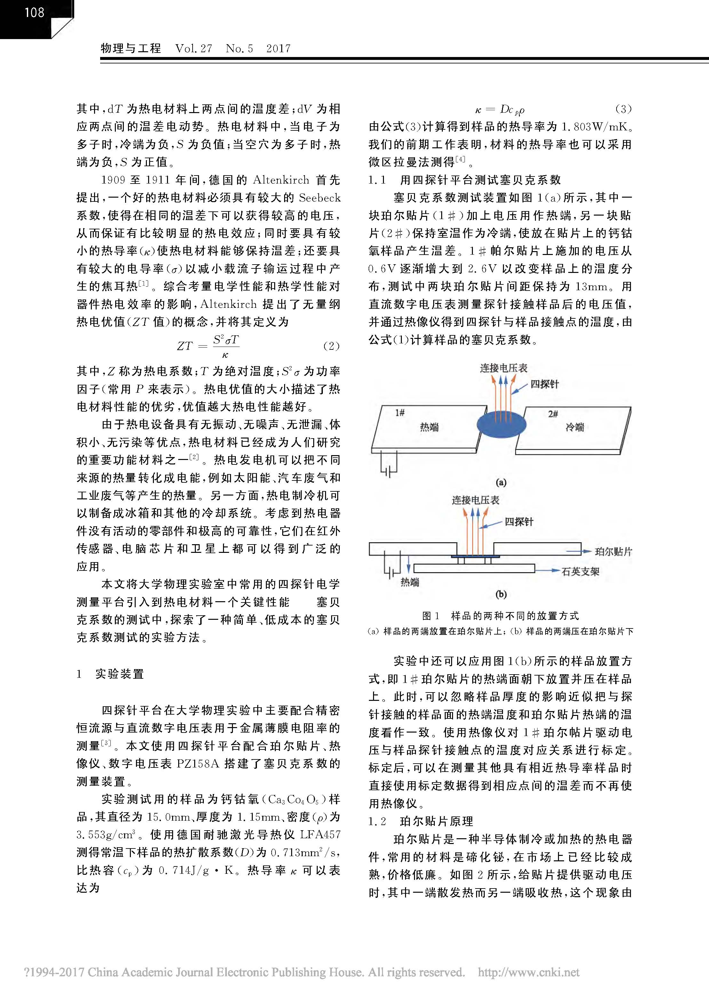 108
物理与工程 Vol.27 No.5 2017
其中,dT 为热电材料上两点间的温度差;dV 为相
应两点间的温差电动势。热电材料中,当电子为
多子时,冷端为负,S 为负值;当空穴为多子时,热
端为负,S 为正值。
1909 至 1911 年间,德国的 Altenkirch 首先
提出,一个好的热电材料必须具有较大的 Seebeck
系数,使得在相同的温差下可以获得较高的电压,
从而保证有比较明显的热电效应;同时要具有较
小的热导率(κ)使热电材料能够保持温差;还要具
有较大的电导率(σ)以减小载流子输运过程中产
生的焦耳热[1]。综合考量电学性能和热学性能对
器件热电效率的影响,Altenkirch 提出了无量纲
热电优值(ZT 值)的概念,并将其定义为
ZT = S²σT/κ (2)
其中,Z 称为热电系数;T 为绝对温度;S²σ 为功率
因子(常用 P 来表示)。热电优值的大小描述了热
电材料性能的优劣,优值越大热电性能越好。
由于热电设备具有无振动、无噪声、无泄漏、体
积小、无污染等优点,热电材料已经成为人们研究
的重要功能材料之一[2]。热电发电机可以把不同
来源的热量转化成电能,例如太阳能、汽车废气和
工业废气等产生的热量。另一方面,热电制冷机可
以制备成冰箱和其他的冷却系统。考虑到热电器
件没有活动的零部件和极高的可靠性,它们在红外
传感器、电脑芯片和卫星上都可以得到广泛的
应用。
本文将大学物理实验室中常用的四探针电学
测量平台引入到热电材料一个关键性能 塞贝
克系数的测试中,探索了一种简单、低成本的塞贝
克系数测试的实验方法。
1 实验装置
四探针平台在大学物理实验中主要配合精密
恒流源与直流数字电压表用于金属薄膜电阻率的
测量[3]。本文使用四探针平台配合珀尔贴片、热
像仪、数字电压表 PZ158A 搭建了塞贝克系数的
测量装置。
实验测试用的样品为钙钴氧(Ca₃Co₄O₅)样
品,其直径为 15.0mm、厚度为 1.15mm、密度(ρ)为
3.553g/cm³。使用德国耐驰激光导热仪 LFA457
测得常温下样品的热扩散系数(D)为 0.713mm²/s,
比热容(cₚ)为 0.714J/g·K。热导率 κ 可以表
达为
κ = Dcₚρ (3)
由公式(3)计算得到样品的热导率为 1.803W/mK。
我们的前期工作表明,材料的热导率也可以采用
微区拉曼法测得[4]。
1.1 用四探针平台测试塞贝克系数
塞贝克系数测试装置如图 1(a)所示,其中一
块珀尔贴片(1#)加上电压用作热端,另一块贴
片(2#)保持室温作为冷端,使放在贴片上的钙钴
氧样品产生温差。1#帕尔贴片上施加的电压从
0.6V 逐渐增大到 2.6V 以改变样品上的温度分
布,测试中两块珀尔贴片间距保持为 13mm。用
直流数字电压表测量探针接触样品后的电压值,
并通过热像仪得到四探针与样品接触点的温度,由
公式(1)计算样品的塞贝克系数。
连接电压表
四探针
1#
热端
2#
冷端
(a)
连接电压表
四探针
珀尔贴片
石英支架
热端
(b)
图 1 样品的两种不同的放置方式
(a) 样品的两端放置在珀尔贴片上; (b) 样品的两端压在珀尔贴片下
实验中还可以应用图 1(b)所示的样品放置方
式,即 1#珀尔贴片的热端面朝下放置并压在样品
上。此时,可以忽略样品厚度的影响近似把与探
针接触的样品面的热端温度和珀尔贴片热端的温
度看作一致。使用热像仪对 1#珀尔帖片驱动电
压与样品探针接触点的温度对应关系进行标定。
标定后,可以在测量其他具有相近热导率样品时
直接使用标定数据得到相应点间的温差而不再使
用热像仪。
1.2 珀尔贴片原理
珀尔贴片是一种半导体制冷或加热的热电器
件,常用的材料是碲化铋,在市场上已经比较成
熟,价格低廉。如图 2 所示,给贴片提供驱动电压
时,其中一端散发热而另一端吸收热,这个现象由
?1994-2017 China Academic Journal Electronic Publishing House. All rights reserved. http://www.cnki.net